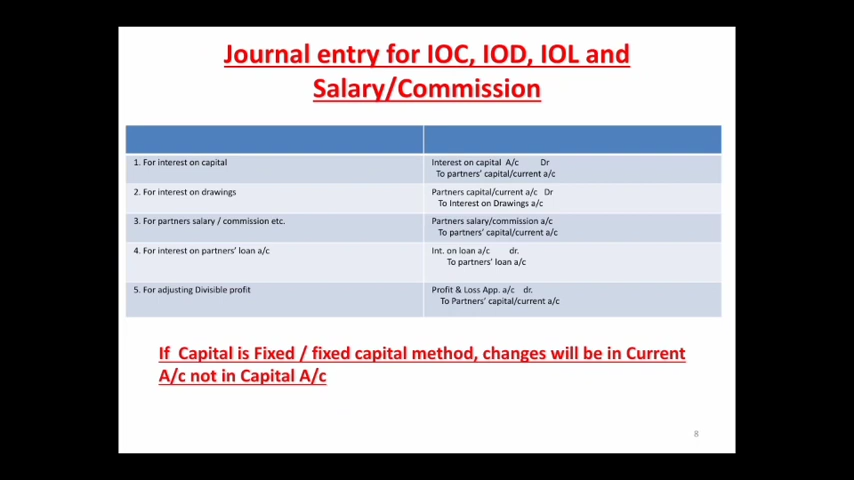 Journal entry for IOC, IOD, IOL and
Salary/Commission
1. For interest on capital
Interest on capital A/c Dr
To partners' capital/current a/c
2. For interest on drawings
Partners capital/current a/c Dr
To Interest on Drawings a/c
3. For partners salary / commission etc.
Partners salary/commission a/c
To partners' capital/current a/c
4. For interest on partners' loan a/c
Int. on loan a/c dr.
To partners' loan a/c
5. For adjusting Divisible profit
Profit & Loss App. a/c dr.
To Partners' capital/current a/c
If Capital is Fixed / fixed capital method, changes will be in Current
A/c not in Capital A/c
8